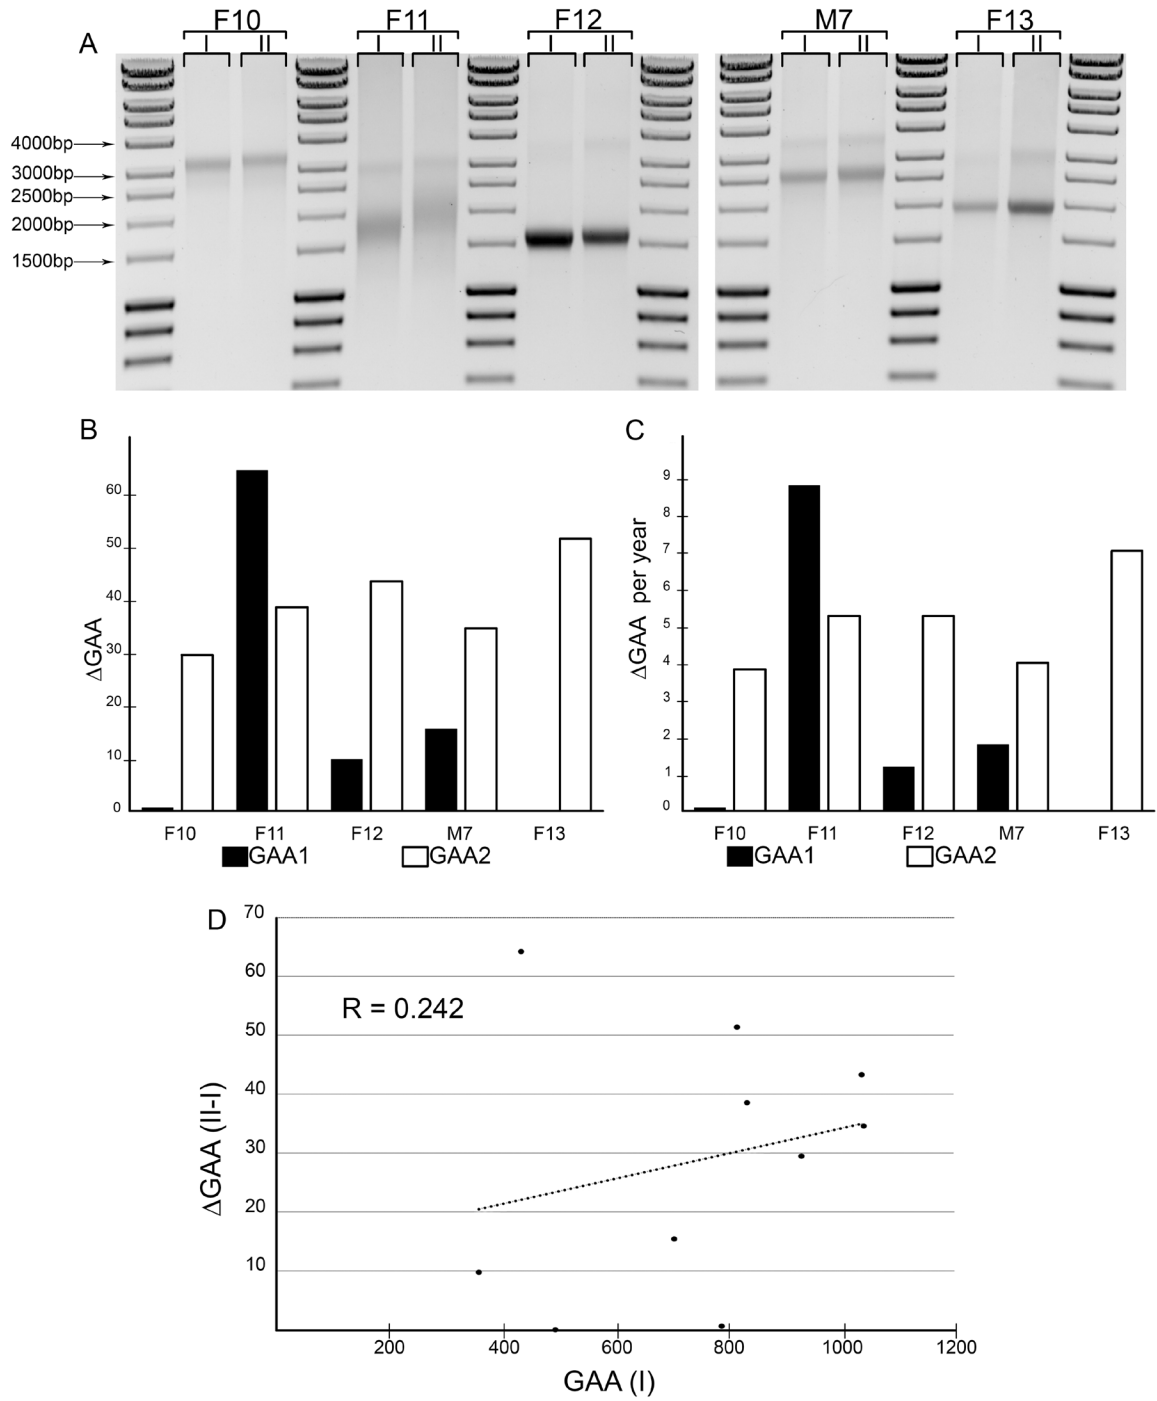 A
F10 F11 F12 M7 F13
I II I II I II I II I II
4000bp
3000bp
2500bp
2000bp
1500bp
B
ΔGAA
60
50
40
30
20
10
0
F10 F11 F12 M7 F13
GAA1 GAA2
C
ΔGAA per year
9
8
7
6
5
4
3
2
1
0
F10 F11 F12 M7 F13
GAA1 GAA2
D
ΔGAA (II-I)
70
60
50
40
30
20
10
R = 0.242
200 400 600 800 1000 1200
GAA (I)